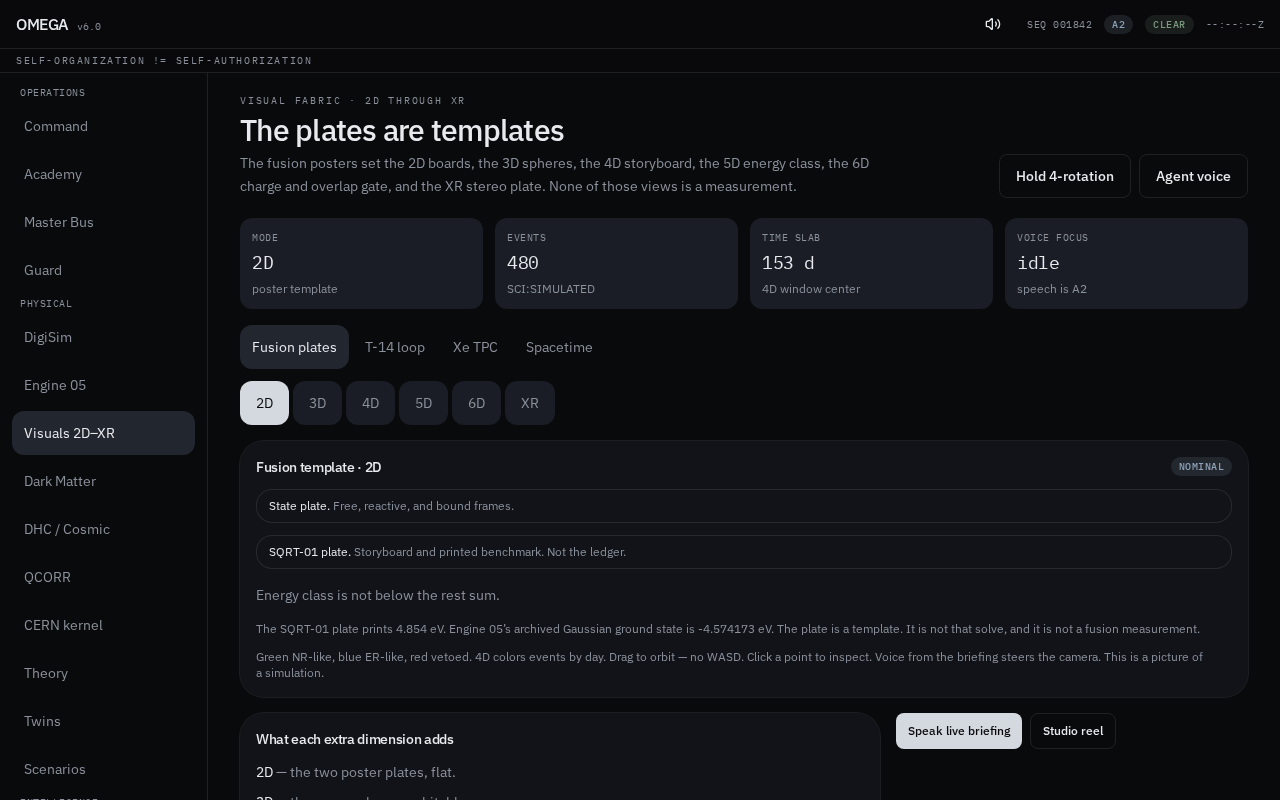 OMEGA v6.0
SEQ 001842 A2 CLEAR --:--:--Z
SELF-ORGANIZATION != SELF-AUTHORIZATION
OPERATIONS
Command
Academy
Master Bus
Guard
PHYSICAL
DigiSim
Engine 05
Visuals 2D–XR
Dark Matter
DHC / Cosmic
QCORR
CERN kernel
Theory
Twins
Scenarios
VISUAL FABRIC · 2D THROUGH XR
The plates are templates
The fusion posters set the 2D boards, the 3D spheres, the 4D storyboard, the 5D energy class, the 6D
charge and overlap gate, and the XR stereo plate. None of those views is a measurement.
Hold 4-rotation
Agent voice
MODE
2D
poster template
EVENTS
480
SCI:SIMULATED
TIME SLAB
153 d
4D window center
VOICE FOCUS
idle
speech is A2
Fusion plates T-14 loop Xe TPC Spacetime
2D 3D 4D 5D 6D XR
Fusion template · 2D
NOMINAL
State plate. Free, reactive, and bound frames.
SQRT-01 plate. Storyboard and printed benchmark. Not the ledger.
Energy class is not below the rest sum.
The SQRT-01 plate prints 4.854 eV. Engine 05's archived Gaussian ground state is -4.574173 eV. The plate is a template. It is not that solve, and it is not a fusion measurement.
Green NR-like, blue ER-like, red vetoed. 4D colors events by day. Drag to orbit — no WASD. Click a point to inspect. Voice from the briefing steers the camera. This is a picture of
a simulation.
What each extra dimension adds
2D — the two poster plates, flat.
Speak live briefing
Studio reel